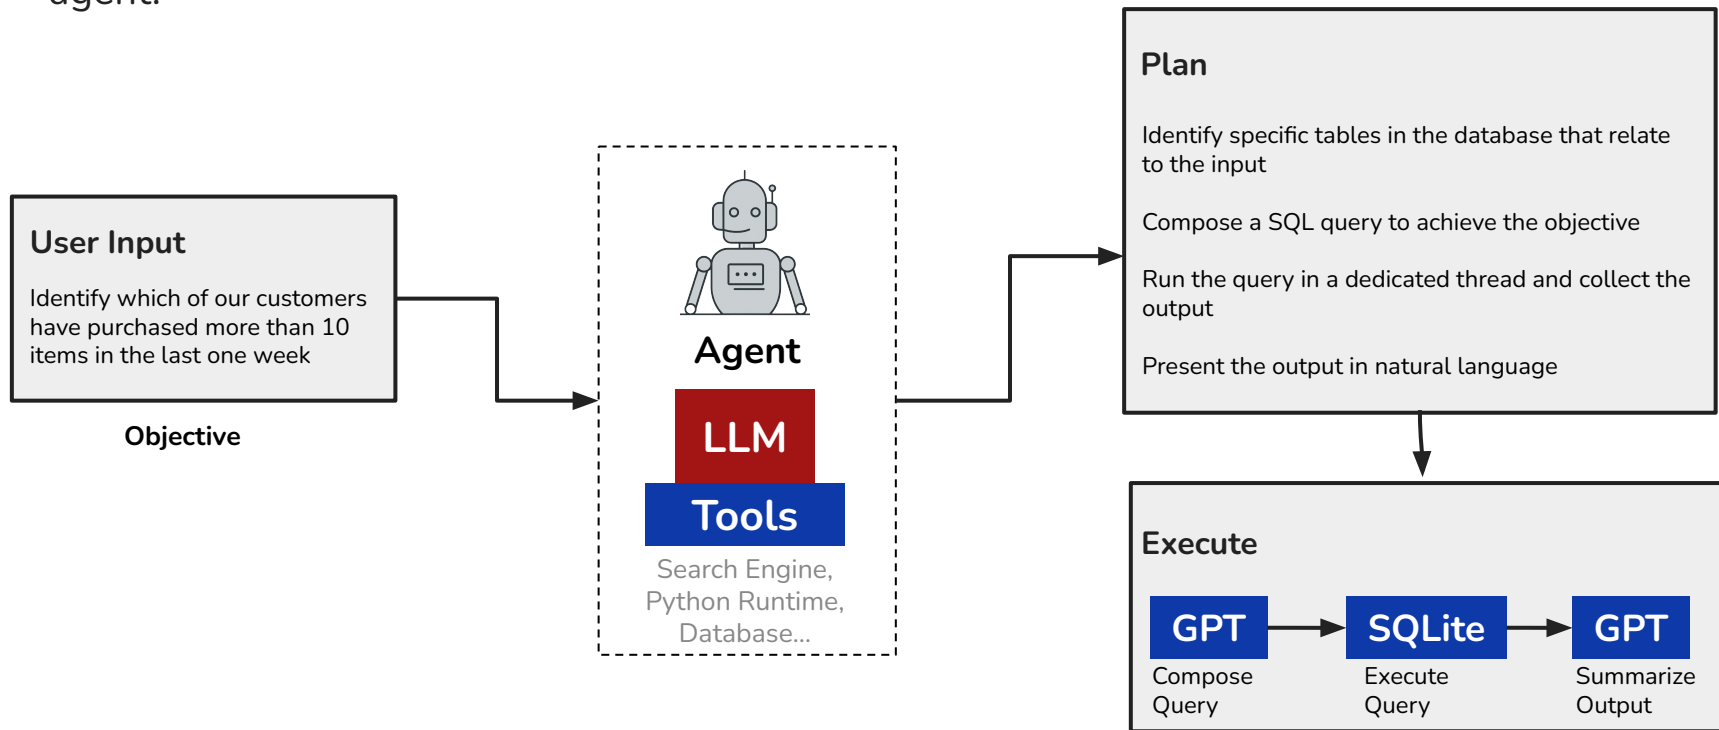 agent.
User Input
Identify which of our customers
have purchased more than 10
items in the last one week
Objective
Agent
LLM
Tools
Search Engine,
Python Runtime,
Database...
Plan
Identify specific tables in the database that relate
to the input
Compose a SQL query to achieve the objective
Run the query in a dedicated thread and collect the
output
Present the output in natural language
Execute
GPT
SQLite
GPT
Compose
Query
Execute
Query
Summarize
Output